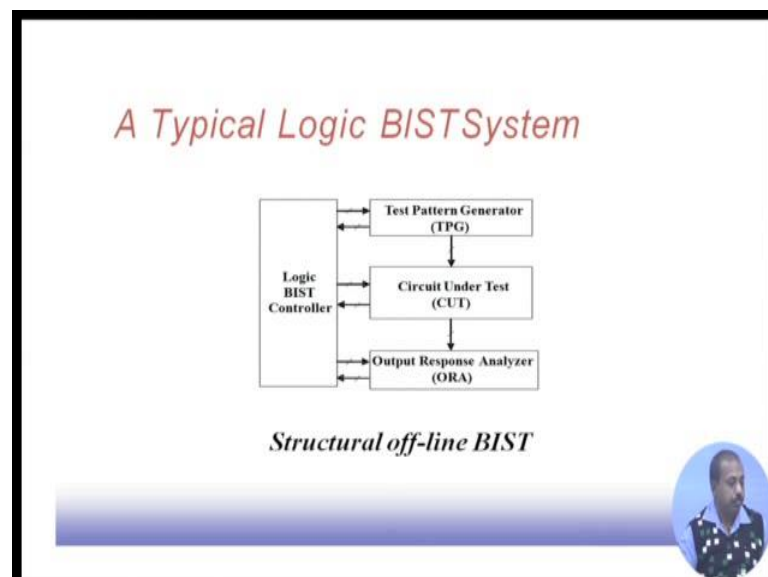 A Typical Logic BISTSystem
Test Pattern Generator
(TPG)
Logic
BIST
Controller
Circuit Under Test
(CUT)
Output Response Analyzer
(ORA)
Structural off-line BIST